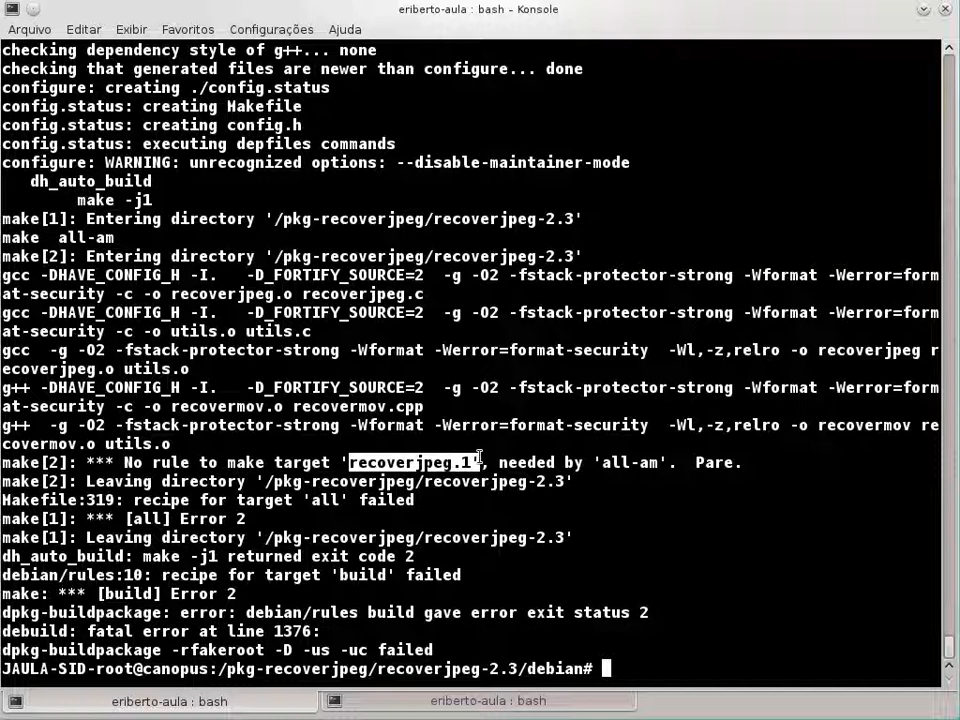 eriberto-aula : bash – Konsole
Arquivo Editar Exibir Favoritos Configurações Ajuda
checking dependency style of g++... none
checking that generated files are newer than configure... done
configure: creating ./config.status
config.status: creating Makefile
config.status: creating config.h
config.status: executing depfiles commands
configure: WARNING: unrecognized options: --disable-maintainer-mode
dh_auto_build
make -j1
make[1]: Entering directory '/pkg-recoverjpeg/recoverjpeg-2.3'
make  all-am
make[2]: Entering directory '/pkg-recoverjpeg/recoverjpeg-2.3'
gcc -DHAVE_CONFIG_H -I.   -D_FORTIFY_SOURCE=2  -g -O2 -fstack-protector-strong -Wformat -Werror=form
at-security -c -o recoverjpeg.o recoverjpeg.c
gcc -DHAVE_CONFIG_H -I.   -D_FORTIFY_SOURCE=2  -g -O2 -fstack-protector-strong -Wformat -Werror=form
at-security -c -o utils.o utils.c
gcc  -g -O2 -fstack-protector-strong -Wformat -Werror=format-security  -Wl,-z,relro -o recoverjpeg r
ecoverjpeg.o utils.o
g++ -DHAVE_CONFIG_H -I.   -D_FORTIFY_SOURCE=2  -g -O2 -fstack-protector-strong -Wformat -Werror=form
at-security -c -o recovermov.o recovermov.cpp
g++  -g -O2 -fstack-protector-strong -Wformat -Werror=format-security  -Wl,-z,relro -o recovermov re
covermov.o utils.o
make[2]: *** No rule to make target 'recoverjpeg.1', needed by 'all-am'.  Pare.
make[2]: Leaving directory '/pkg-recoverjpeg/recoverjpeg-2.3'
Makefile:319: recipe for target 'all' failed
make[1]: *** [all] Error 2
make[1]: Leaving directory '/pkg-recoverjpeg/recoverjpeg-2.3'
dh_auto_build: make -j1 returned exit code 2
debian/rules:10: recipe for target 'build' failed
make: *** [build] Error 2
dpkg-buildpackage: error: debian/rules build gave error exit status 2
debuild: fatal error at line 1376:
dpkg-buildpackage -rfakeroot -D -us -uc failed
JAULA-SID-root@canopus:/pkg-recoverjpeg/recoverjpeg-2.3/debian#
eriberto-aula : bash eriberto-aula : bash